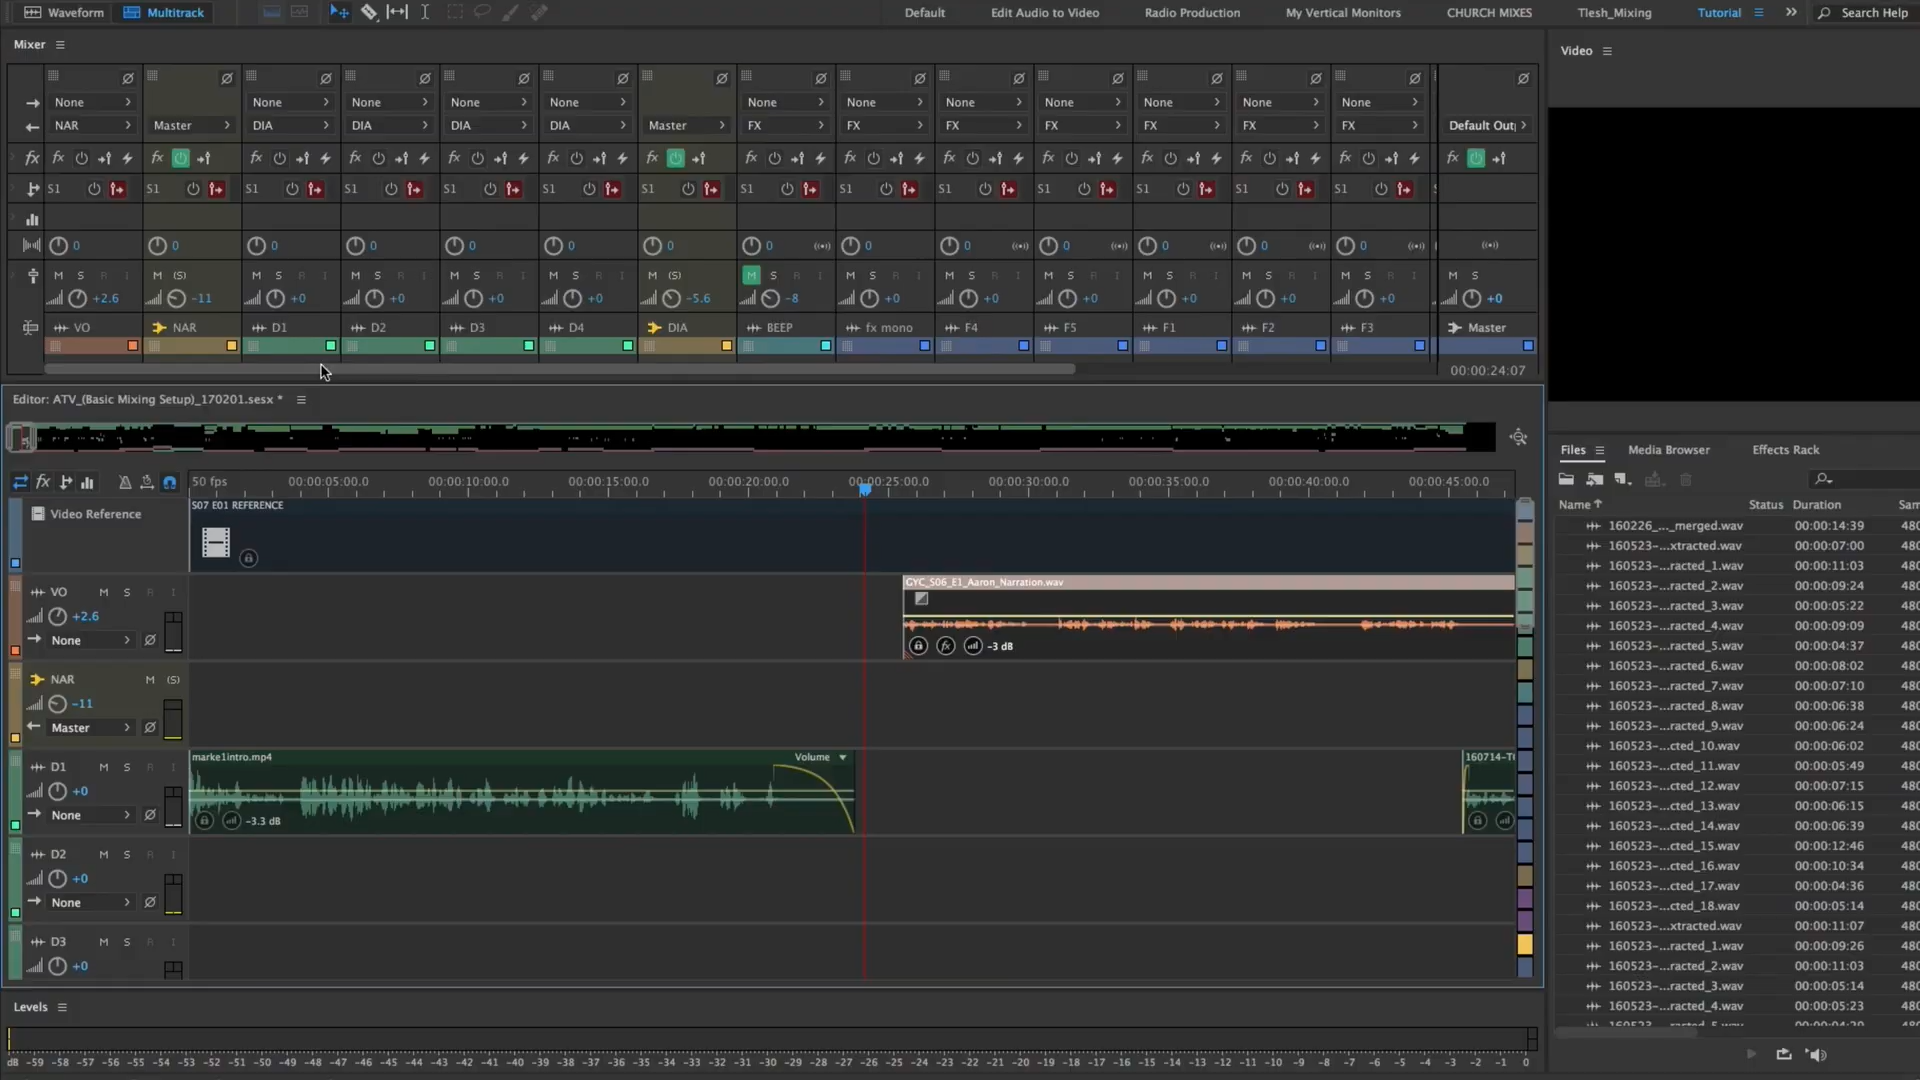 Waveform Multitrack Default Edit Audio to Video Radio Production My Vertical Monitors CHURCH MIXES Tlesh_Mixing Tutorial Search Help
Mixer
Video
None None None None None None None None None None None None
NAR Master DIA DIA DIA DIA Master FX FX FX FX FX FX FX Default Out
fx fx fx fx fx fx fx fx fx fx fx fx fx fx fx fx
S1 S1 S1 S1 S1 S1 S1 S1 S1 S1 S1 S1 S1 S1
0 0 0 0 0 0 0 0 0 0 0 0 0 0
M S R I M (S) M S R I M S R I M S R I M S R I M (S) M S R I M S R I M S R I M S R I M S R I M S R I M S R I M S
+2.6 -11 +0 +0 +0 +0 -5.6 -8 +0 +0 +0 +0 +0 +0 +0
VO NAR D1 D2 D3 D4 DIA BEEP fx mono F4 F5 F1 F2 F3 Master
00:00:24:07
Editor: ATV_(Basic Mixing Setup)_170201.sesx *
50 fps 00:00:05:00.0 00:00:10:00.0 00:00:15:00.0 00:00:20:00.0 00:00:25:00.0 00:00:30:00.0 00:00:35:00.0 00:00:40:00.0 00:00:45:00.0
fx
Video Reference
S07 E01 REFERENCE
VO M S R I
+2.6
None
GYC_S06_E1_Aaron_Narration.wav
fx -3 dB
NAR M (S)
-11
Master
D1 M S R I
+0
None
marke1intro.mp4 Volume
-3.3 dB
160714-T
D2 M S R I
+0
None
D3 M S R I
+0
Files Media Browser Effects Rack
Name Status Duration Sam
160226_..._merged.wav 00:00:14:39 480
160523-...xtracted.wav 00:00:07:00 480
160523-...racted_1.wav 00:00:11:03 480
160523-...racted_2.wav 00:00:09:24 480
160523-...racted_3.wav 00:00:05:22 480
160523-...racted_4.wav 00:00:09:09 480
160523-...racted_5.wav 00:00:04:37 480
160523-...racted_6.wav 00:00:08:02 480
160523-...racted_7.wav 00:00:07:10 480
160523-...racted_8.wav 00:00:06:38 480
160523-...racted_9.wav 00:00:06:24 480
160523-...cted_10.wav 00:00:06:02 480
160523-...cted_11.wav 00:00:05:49 480
160523-...cted_12.wav 00:00:07:15 480
160523-...cted_13.wav 00:00:06:15 480
160523-...cted_14.wav 00:00:06:39 480
160523-...cted_15.wav 00:00:12:46 480
160523-...cted_16.wav 00:00:10:34 480
160523-...cted_17.wav 00:00:04:36 480
160523-...cted_18.wav 00:00:05:14 480
160523-...xtracted.wav 00:00:11:07 480
160523-...racted_1.wav 00:00:09:26 480
160523-...racted_2.wav 00:00:11:03 480
160523-...racted_3.wav 00:00:05:14 480
160523-...racted_4.wav 00:00:05:23 480
Levels
dB -59 -58 -57 -56 -55 -54 -53 -52 -51 -50 -49 -48 -47 -46 -45 -44 -43 -42 -41 -40 -39 -38 -37 -36 -35 -34 -33 -32 -31 -30 -29 -28 -27 -26 -25 -24 -23 -22 -21 -20 -19 -18 -17 -16 -15 -14 -13 -12 -11 -10 -9 -8 -7 -6 -5 -4 -3 -2 -1 0